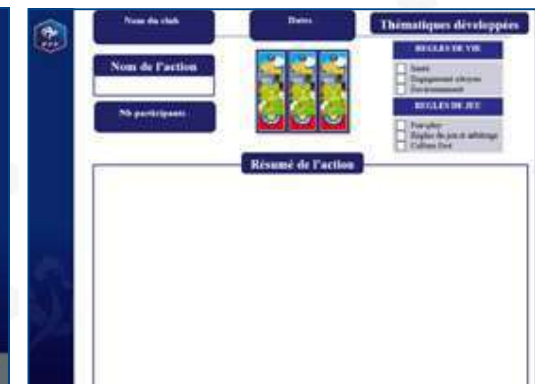 Nom du club
Dates
Thématiques développées
REGLES DE VIE
Nom de l'action
Santé
Engagement citoyen
Environnement
REGLES DE JEU
Nb participants
Fair-play
Règles du jeu et arbitrage
Culture foot
Résumé de l'action
FFF